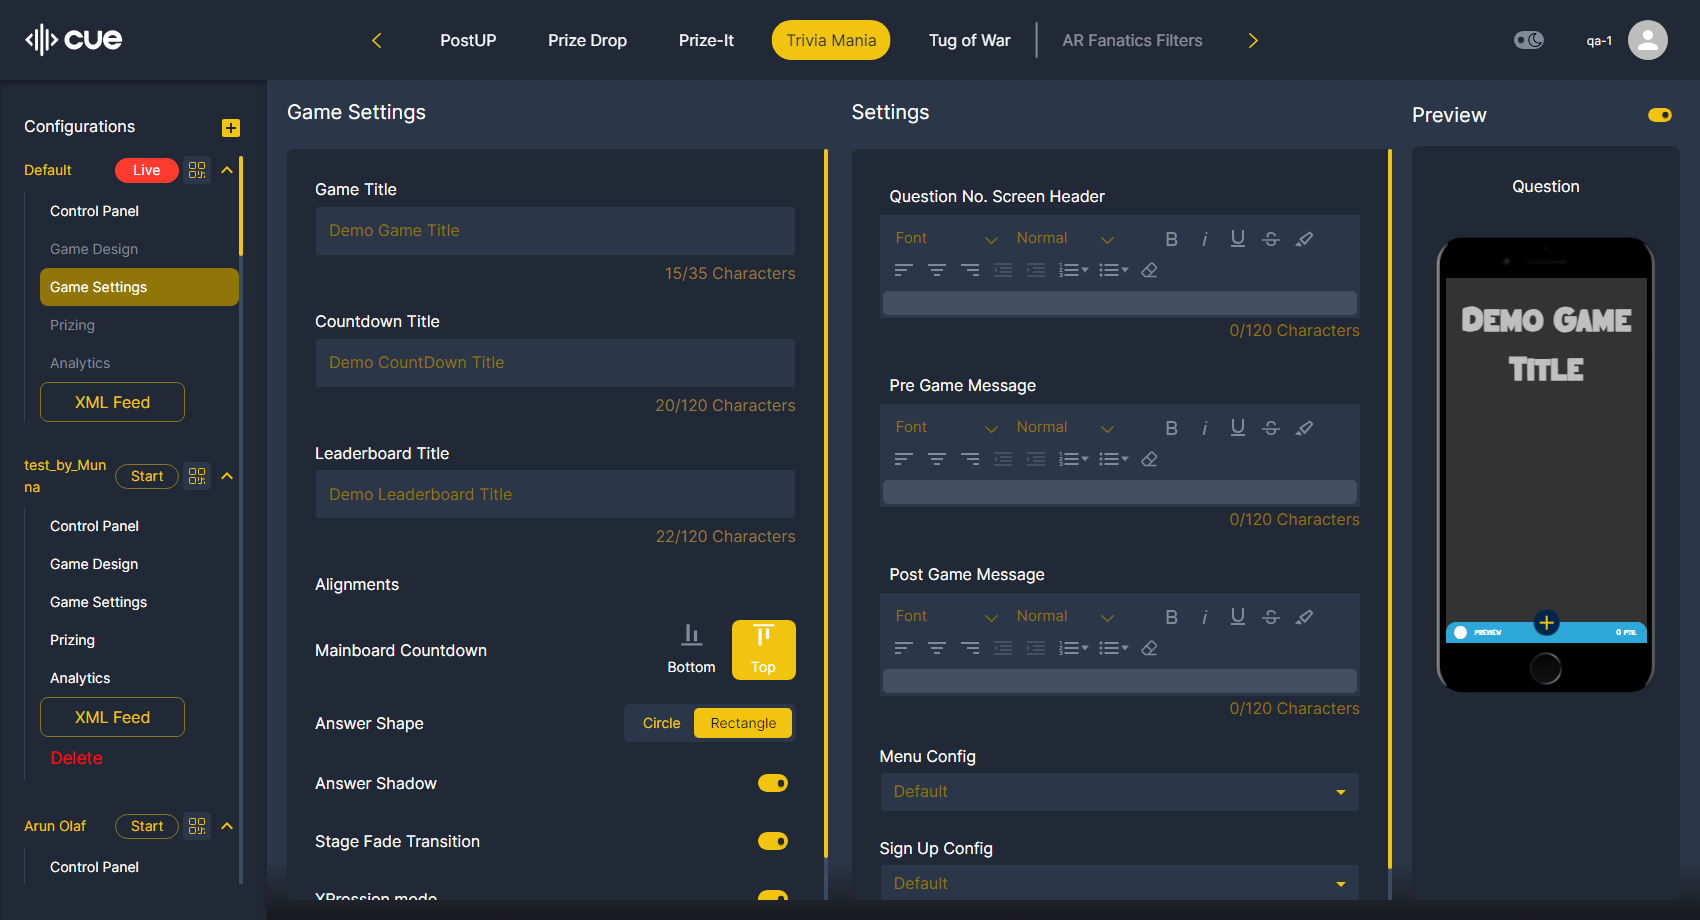 cue
PostUP
Prize Drop
Prize-It
Trivia Mania
Tug of War
AR Fanatics Filters
qa-1
Configurations
Default
Live
Control Panel
Game Design
Game Settings
Prizing
Analytics
XML Feed
test_by_Mun
na
Start
Control Panel
Game Design
Game Settings
Prizing
Analytics
XML Feed
Delete
Arun Olaf
Start
Control Panel
Game Settings
Game Title
Demo Game Title
15/35 Characters
Countdown Title
Demo CountDown Title
20/120 Characters
Leaderboard Title
Demo Leaderboard Title
22/120 Characters
Alignments
Mainboard Countdown
Bottom
Top
Answer Shape
Circle
Rectangle
Answer Shadow
Stage Fade Transition
XPression mode
Settings
Question No. Screen Header
Font
Normal
B
i
U
S
0/120 Characters
Pre Game Message
Font
Normal
B
i
U
S
0/120 Characters
Post Game Message
Font
Normal
B
i
U
S
0/120 Characters
Menu Config
Default
Sign Up Config
Default
Preview
Question
Demo Game
Title
PREVIEW
0 PTS.